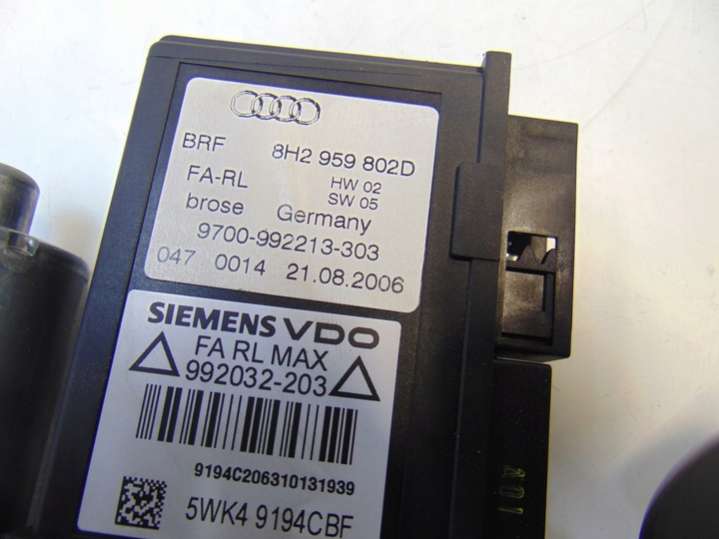 BRF 8H2 959 802D
FA-RL HW 02
SW 05
brose Germany
9700-992213-303
047 0014 21.08.2006
SIEMENS VDO
FA RL MAX
992032-203
9194C206310131939
5WK4 9194CBF
A01